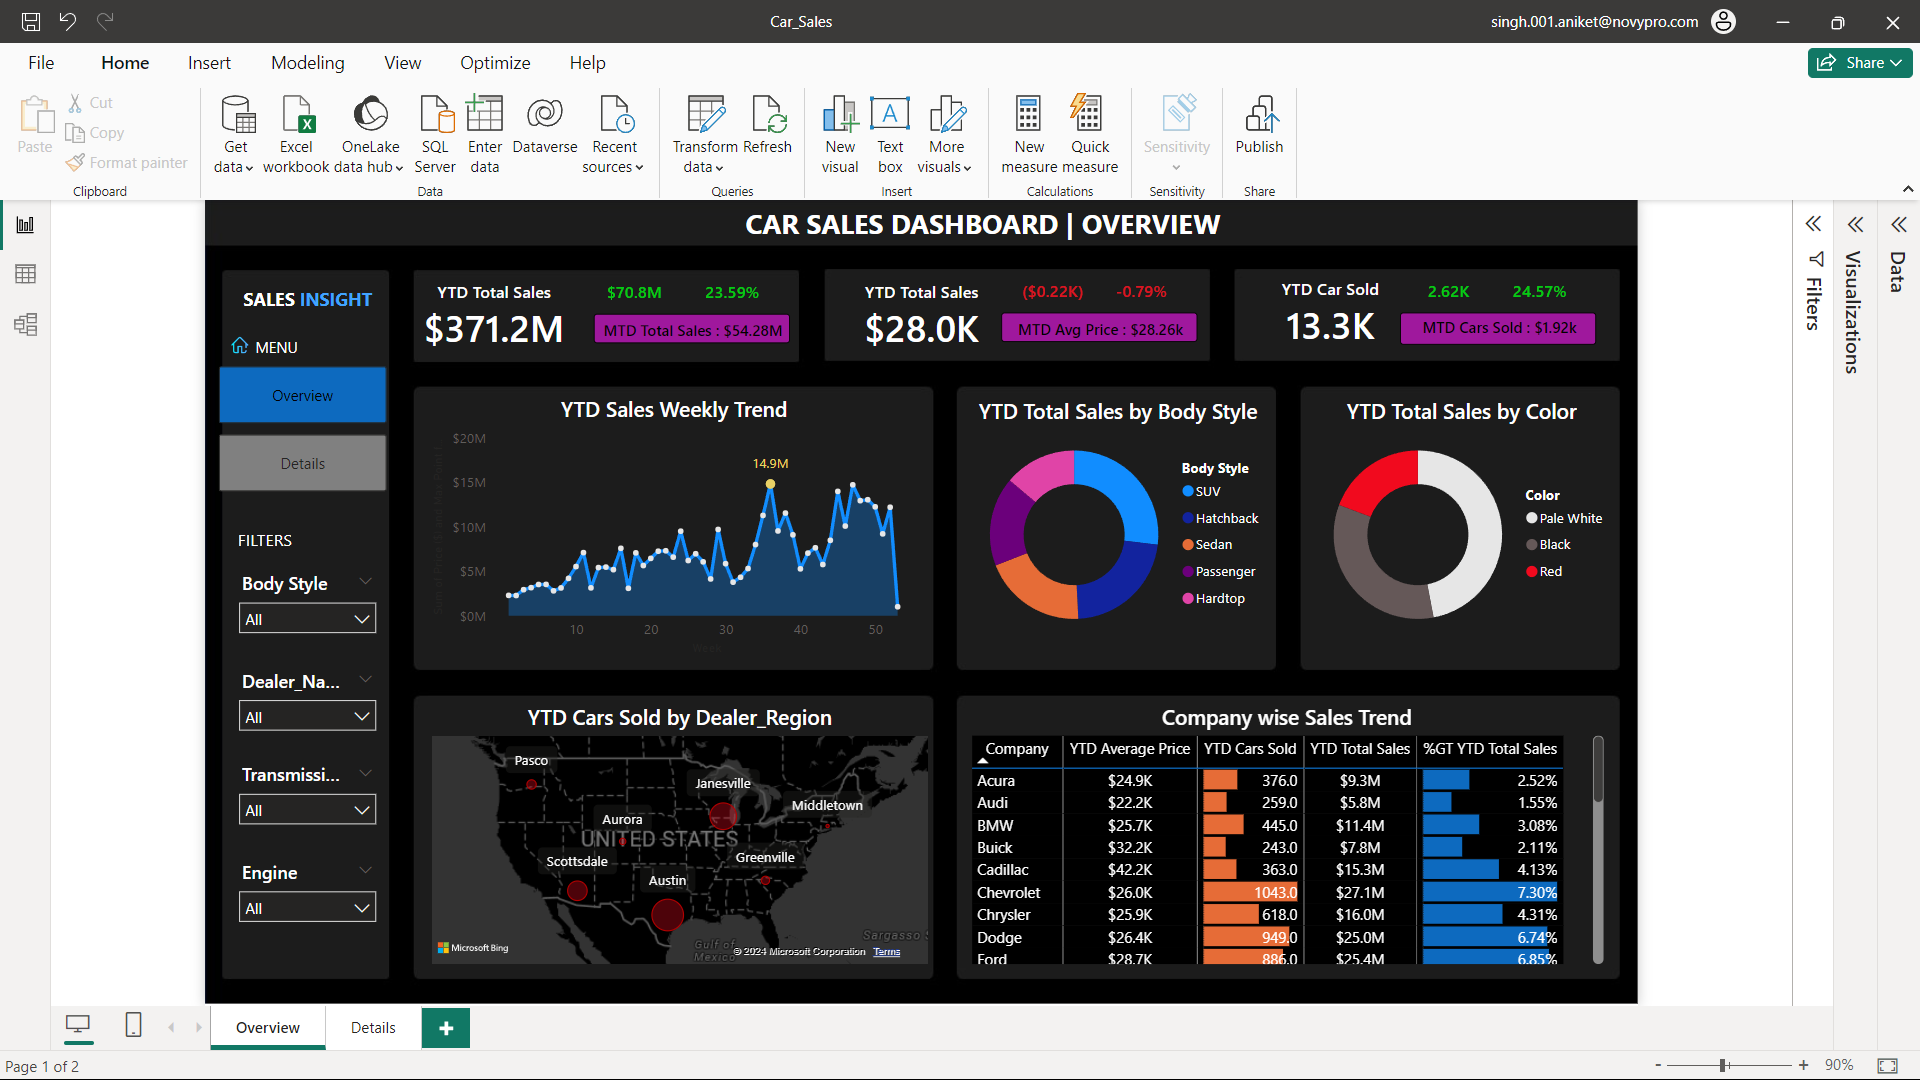 Car_Sales
singh.001.aniket@novypro.com
File
Home
Insert
Modeling
View
Optimize
Help
Share
Paste
Cut
Copy
Format painter
Clipboard
Get data
Excel workbook
OneLake data hub
SQL Server
Enter data
Dataverse
Recent sources
Data
Transform data
Refresh
Queries
New visual
A
Text box
More visuals
Insert
New measure
Quick measure
Calculations
Sensitivity
Sensitivity
Publish
Share
CAR SALES DASHBOARD | OVERVIEW
SALES INSIGHT
MENU
Overview
Details
FILTERS
Body Style
All
Dealer_Na...
All
Transmissi...
All
Engine
All
YTD Total Sales
$70.8M
23.59%
$371.2M
MTD Total Sales : $54.28M
YTD Total Sales
($0.22K)
-0.79%
$28.0K
MTD Avg Price : $28.26k
YTD Car Sold
2.62K
24.57%
13.3K
MTD Cars Sold : $1.92k
YTD Sales Weekly Trend
$20M
14.9M
$15M
$10M
$5M
$0M
10
20
30
40
50
YTD Total Sales by Body Style
Body Style
SUV
Hatchback
Sedan
Passenger
Hardtop
YTD Total Sales by Color
Color
Pale White
Black
Red
YTD Cars Sold by Dealer_Region
Pasco
Janesville
Middletown
Aurora
UNITED STATES
Scottsdale
Greenville
Austin
Sargasso S
Gulf of
Mexico
Microsoft Bing
© 2024 Microsoft Corporation Terms
Company wise Sales Trend
Company YTD Average Price YTD Cars Sold YTD Total Sales %GT YTD Total Sales
Acura $24.9K 376.0 $9.3M 2.52%
Audi $22.2K 259.0 $5.8M 1.55%
BMW $25.7K 445.0 $11.4M 3.08%
Buick $32.2K 243.0 $7.8M 2.11%
Cadillac $42.2K 363.0 $15.3M 4.13%
Chevrolet $26.0K 1043.0 $27.1M 7.30%
Chrysler $25.9K 618.0 $16.0M 4.31%
Dodge $26.4K 949.0 $25.0M 6.74%
Ford $28.7K 886.0 $25.4M 6.85%
Filters
Visualizations
Data
Overview
Details
+
Page 1 of 2
- + 90%